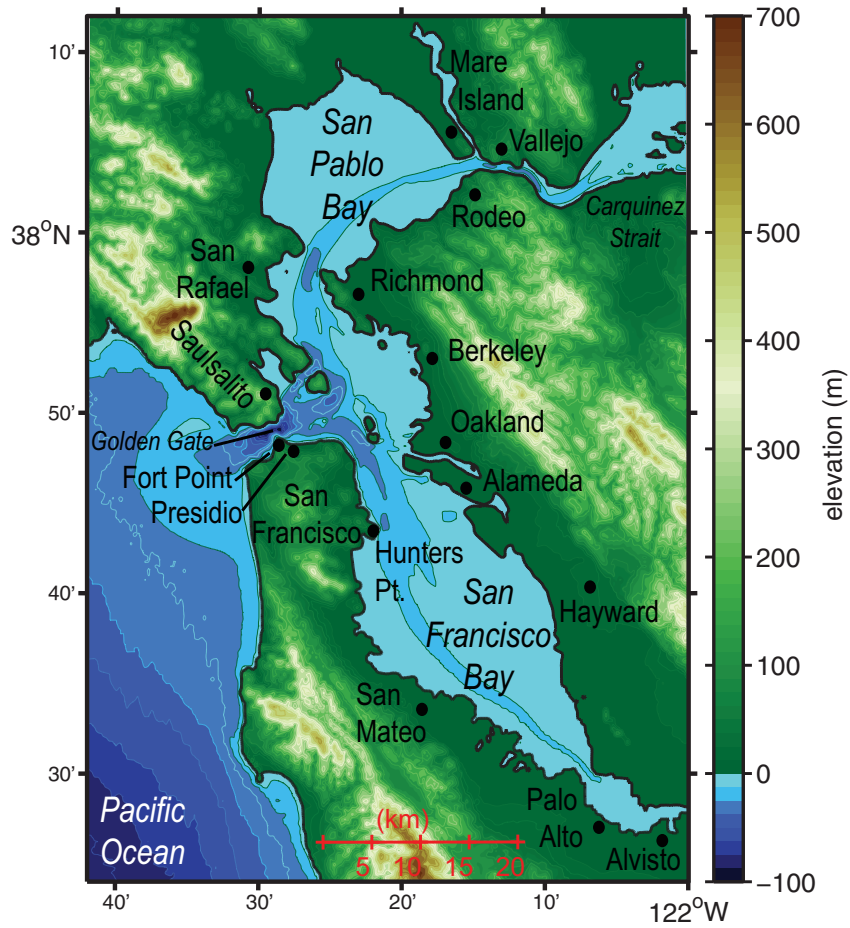 10'
700
Mare
Island
600
San
Pablo
Bay
Vallejo
Rodeo
Carquinez
Strait
38oN
500
San
Rafael
Richmond
400
Saulsalito
Berkeley
50'
Oakland
Golden Gate
300
Fort Point
Presidio
Alameda
San
Francisco
elevation (m)
200
Hunters
Pt.
40'
San
Francisco
Bay
Hayward
100
San
Mateo
30'
0
Pacific
Ocean
(km)
5 10 15 20
Palo
Alto
Alvisto
−100
40' 30' 20' 10' 122oW